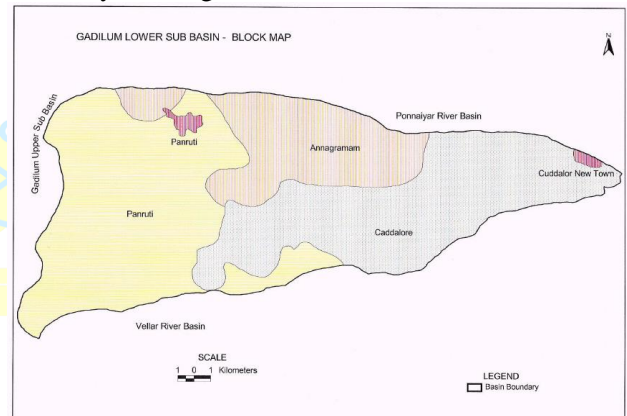 GADILUM LOWER SUB BASIN - BLOCK MAP
N
Gadilum Upper Sub Basin
Ponnaiyar River Basin
Panruti
Annagramam
Cuddalor New Town
Panruti
Caddalore
Vellar River Basin
SCALE
1 0 1 Kilometers
LEGEND
Basin Boundary